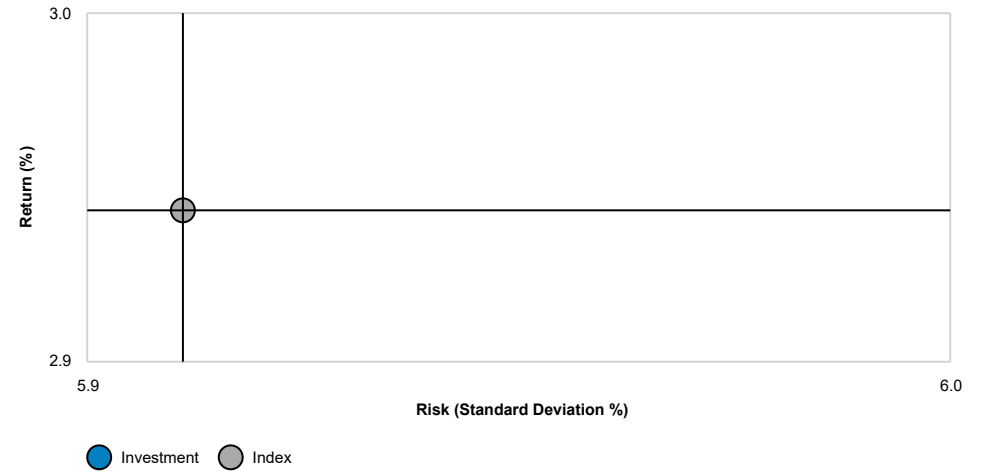 3.0
Return (%)
2.9
5.9
6.0
Risk (Standard Deviation %)
Investment
Index